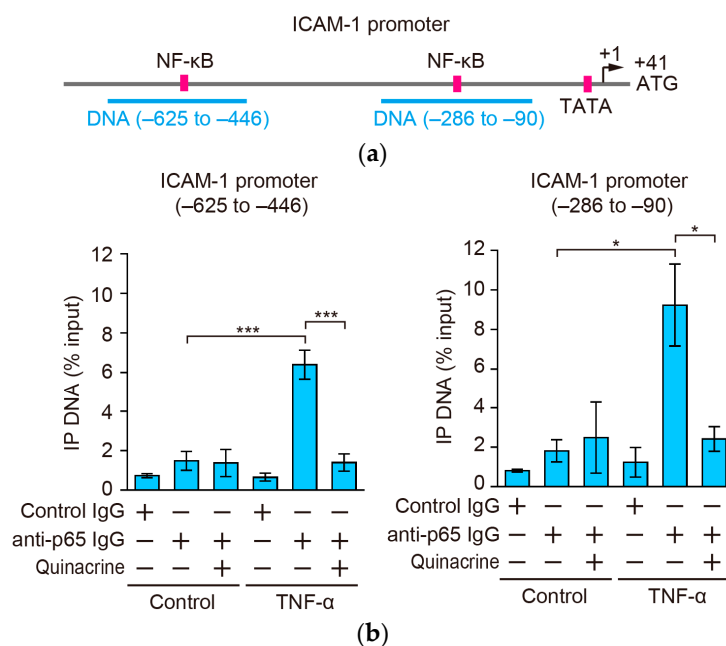 ICAM-1 promoter
NF-κB NF-κB +1 +41
ATG
DNA (–625 to –446) DNA (–286 to –90) TATA
(a)
ICAM-1 promoter
(–625 to –446)
12
10
8
6
4
2
0
IP DNA (% input)
*** ***
Control IgG + – – + – –
anti-p65 IgG – + + – + +
Quinacrine – – + – – +
Control TNF-α
ICAM-1 promoter
(–286 to –90)
12
10
8
6
4
2
0
IP DNA (% input)
* *
Control IgG + – – + – –
anti-p65 IgG – + + – + +
Quinacrine – – + – – +
Control TNF-α
(b)